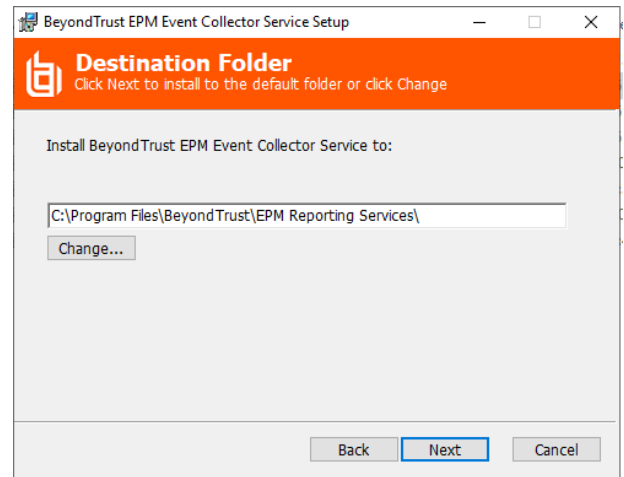 BeyondTrust EPM Event Collector Service Setup
Destination Folder
Click Next to install to the default folder or click Change
Install BeyondTrust EPM Event Collector Service to:
C:\Program Files\BeyondTrust\EPM Reporting Services\
Change...
Back Next Cancel